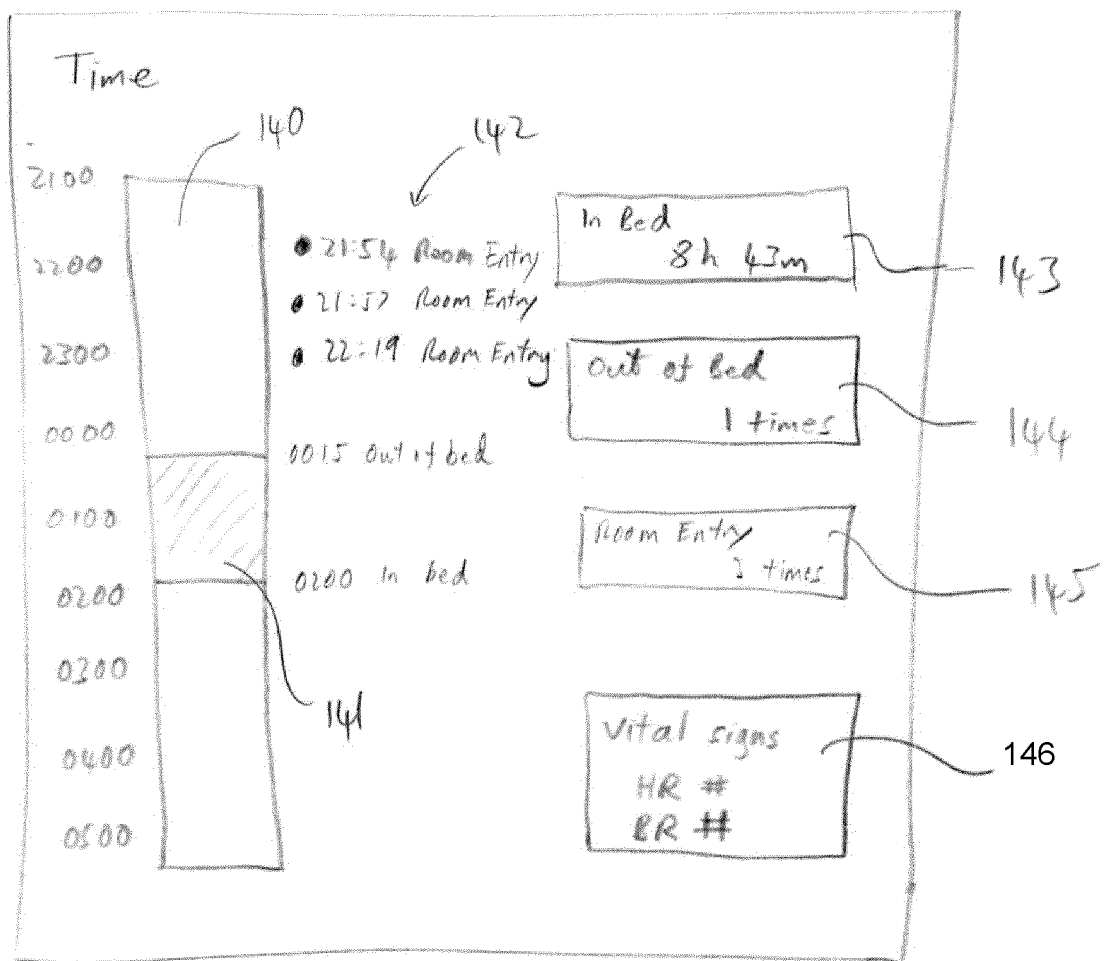 Time
140
142
2100
2200
2300
0000
0100
0200
0300
0400
0500
• 21:54 Room Entry
• 21:57 Room Entry
• 22:19 Room Entry
0015 Out of bed
0200 In bed
141
In Bed
8h 43m
143
Out of Bed
1 times
144
Room Entry
times
145
Vital signs
HR #
BR #
146